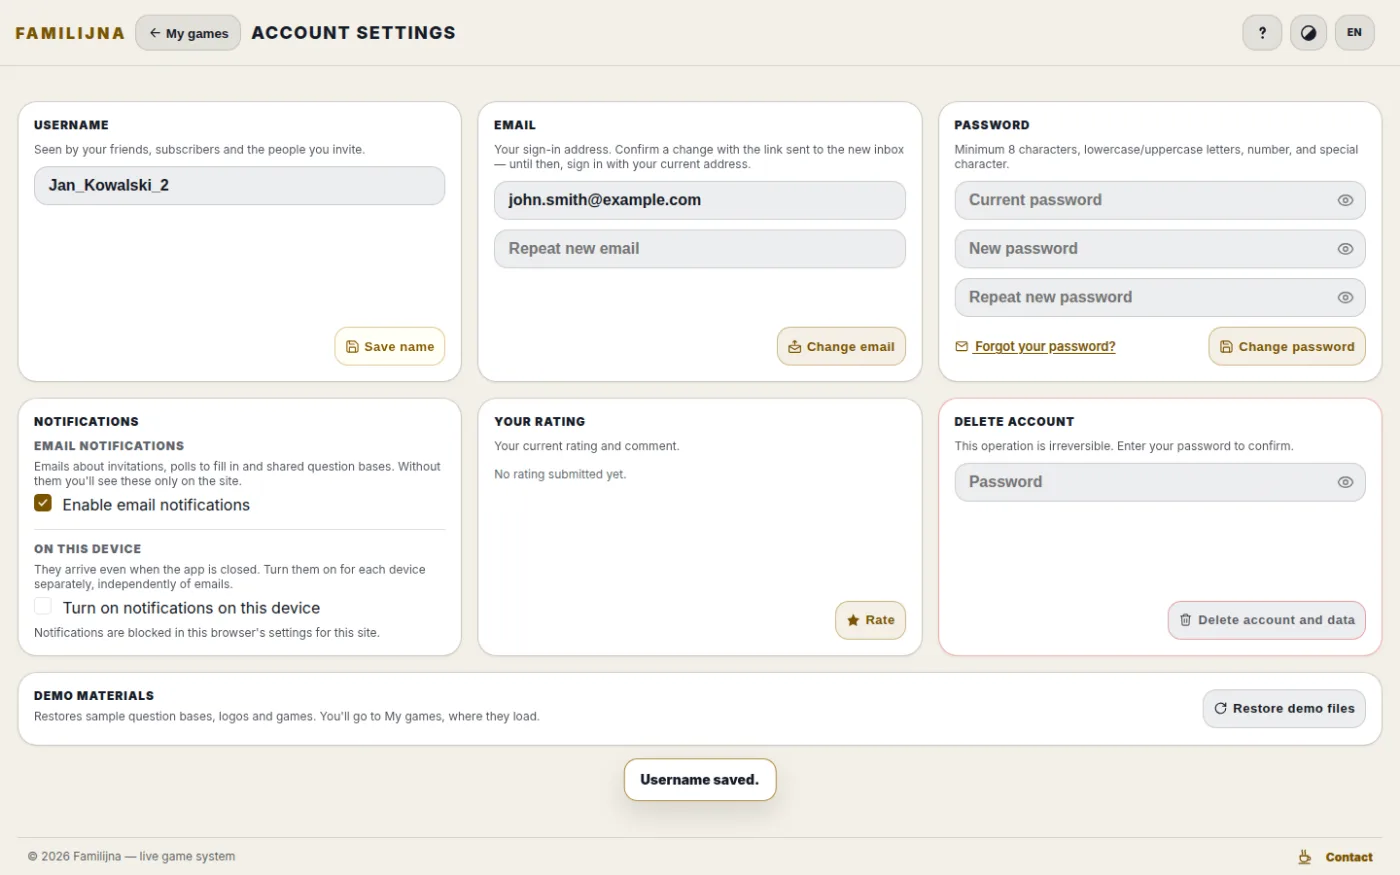 FAMILIJNA
← My games
ACCOUNT SETTINGS
?
EN
USERNAME
Seen by your friends, subscribers and the people you invite.
Jan_Kowalski_2
Save name
EMAIL
Your sign-in address. Confirm a change with the link sent to the new inbox
— until then, sign in with your current address.
john.smith@example.com
Repeat new email
Change email
PASSWORD
Minimum 8 characters, lowercase/uppercase letters, number, and special
character.
Current password
New password
Repeat new password
Forgot your password?
Change password
NOTIFICATIONS
EMAIL NOTIFICATIONS
Emails about invitations, polls to fill in and shared question bases. Without
them you'll see these only on the site.
Enable email notifications
ON THIS DEVICE
They arrive even when the app is closed. Turn them on for each device
separately, independently of emails.
Turn on notifications on this device
Notifications are blocked in this browser's settings for this site.
YOUR RATING
Your current rating and comment.
No rating submitted yet.
Rate
DELETE ACCOUNT
This operation is irreversible. Enter your password to confirm.
Password
Delete account and data
DEMO MATERIALS
Restores sample question bases, logos and games. You'll go to My games, where they load.
Restore demo files
Username saved.
© 2026 Familijna — live game system
Contact